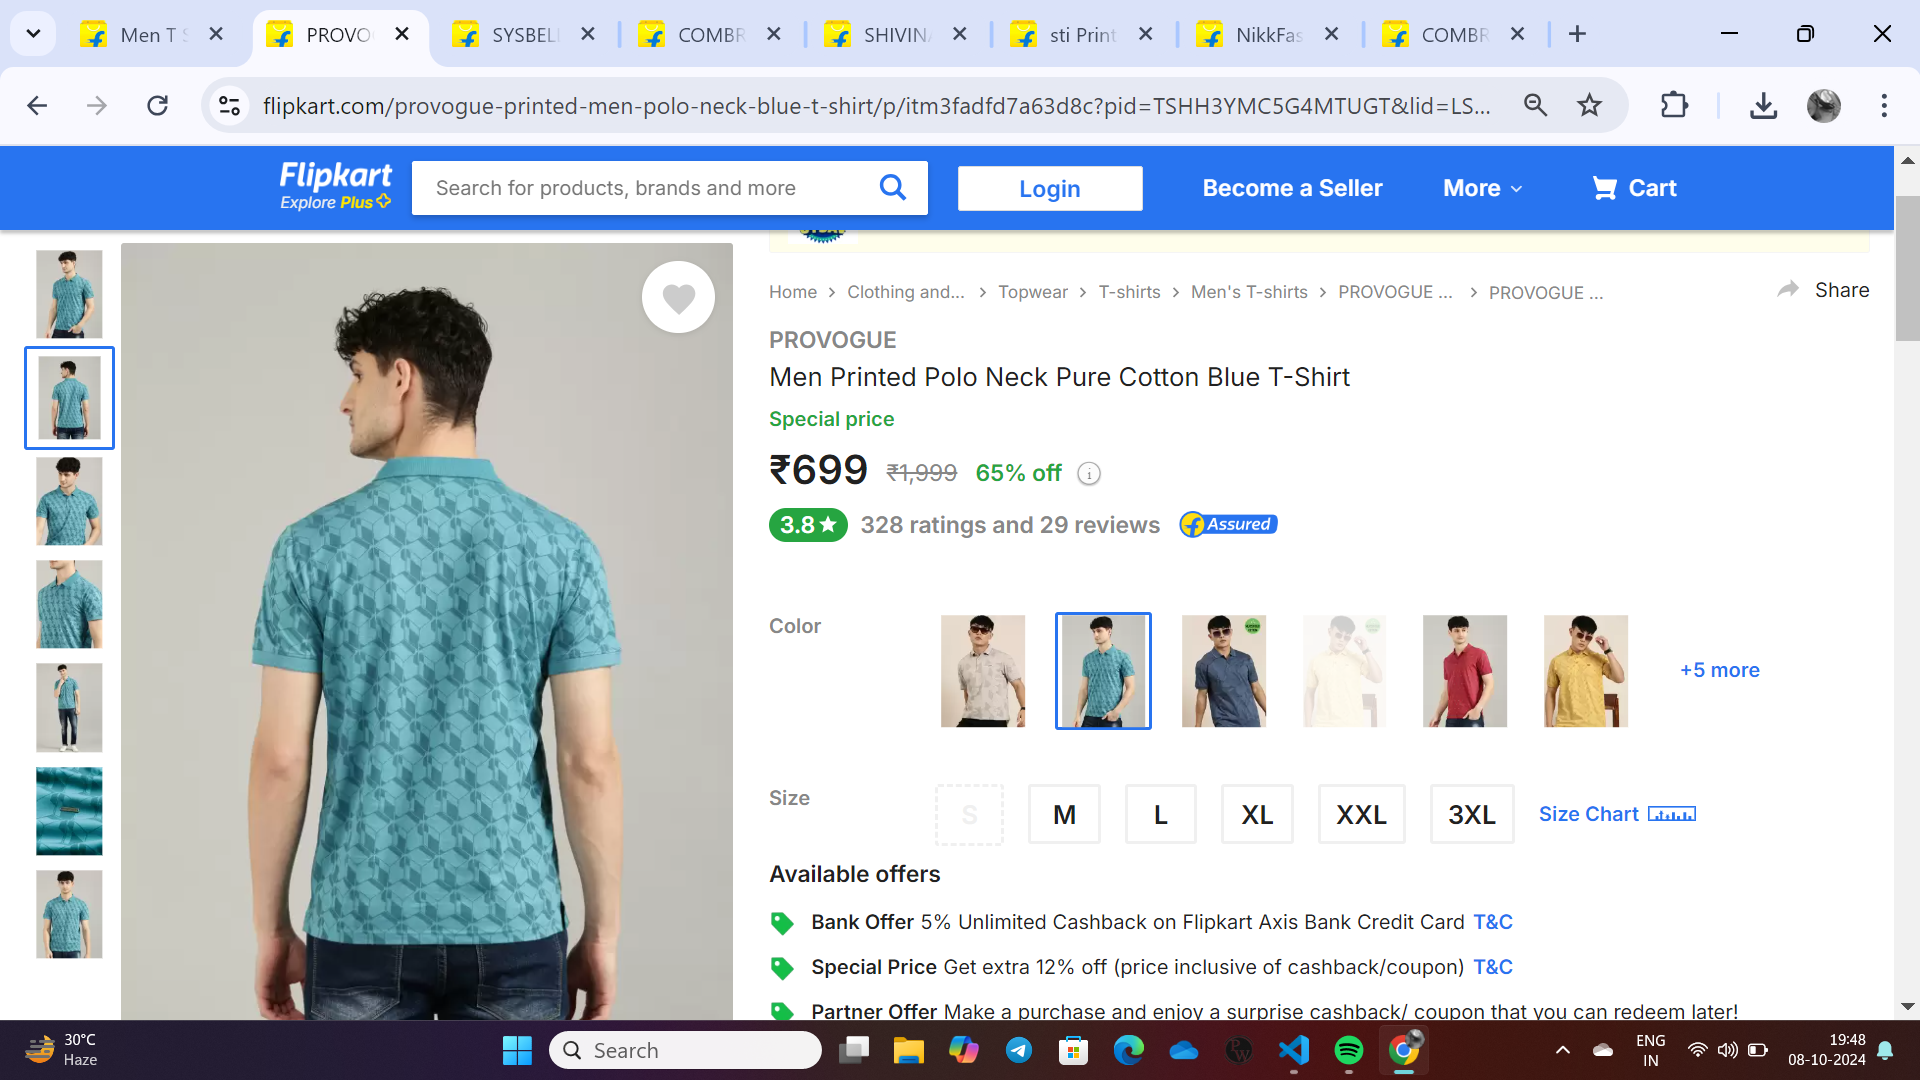 Men T S
PROVO
SYSBEL
COMBR
SHIVINA
sti Print
NikkFas
COMBR
flipkart.com/provogue-printed-men-polo-neck-blue-t-shirt/p/itm3fadfd7a63d8c?pid=TSHH3YMC5G4MTUGT&lid=LS...
Flipkart
Explore Plus
Search for products, brands and more
Login
Become a Seller
More
Cart
Home
Clothing and...
Topwear
T-shirts
Men's T-shirts
PROVOGUE ...
PROVOGUE ...
Share
PROVOGUE
Men Printed Polo Neck Pure Cotton Blue T-Shirt
Special price
₹699 ₹1,999 65% off i
3.8★ 328 ratings and 29 reviews f Assured
Color
+5 more
Size
S
M
L
XL
XXL
3XL
Size Chart
Available offers
Bank Offer 5% Unlimited Cashback on Flipkart Axis Bank Credit Card T&C
Special Price Get extra 12% off (price inclusive of cashback/coupon) T&C
Partner Offer Make a purchase and enjoy a surprise cashback/ coupon that you can redeem later!
30°C
Haze
Search
ENG
IN
19:48
08-10-2024